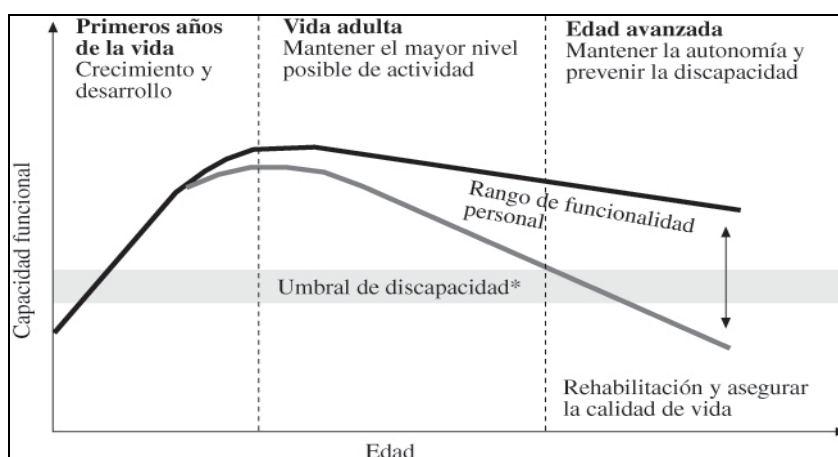 Primeros años
de la vida
Crecimiento y
desarrollo
Vida adulta
Mantener el mayor nivel
posible de actividad
Edad avanzada
Mantener la autonomía y
prevenir la discapacidad
Capacidad funcional
Rango de funcionalidad
personal
Umbral de discapacidad*
Rehabilitación y asegurar
la calidad de vida
Edad